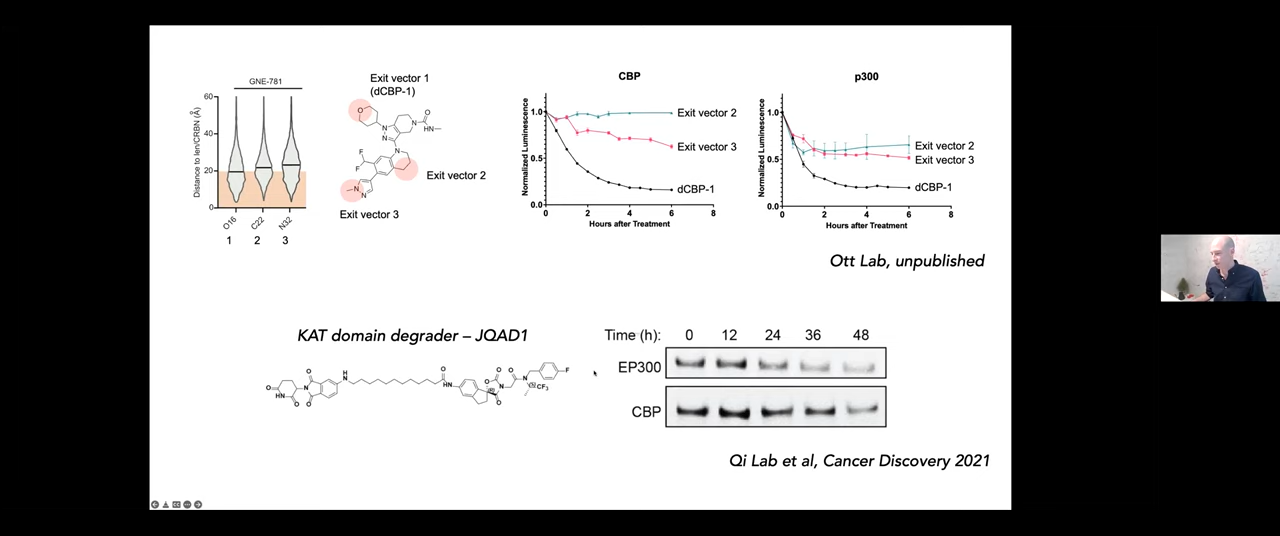 GNE-781
Distance to len/CRBN (Å)
60
40
20
0
O16
C22
N32
1
2
3
Exit vector 1
(dCBP-1)
Exit vector 2
Exit vector 3
O
N
N
N
O
HN
N
F
F
N
N
CBP
Normalized Luminescence
1.0
0.5
0.0
0
2
4
6
8
Hours after Treatment
Exit vector 2
Exit vector 3
dCBP-1
p300
Normalized Luminescence
1.0
0.5
0.0
0
2
4
6
8
Hours after Treatment
Exit vector 2
Exit vector 3
dCBP-1
Ott Lab, unpublished
KAT domain degrader – JQAD1
O
HN
O
N
O
O
H
N
O
NH
O
O
N
O
O
N
F
CF3
Time (h):
0
12
24
36
48
EP300
CBP
Qi Lab et al, Cancer Discovery 2021